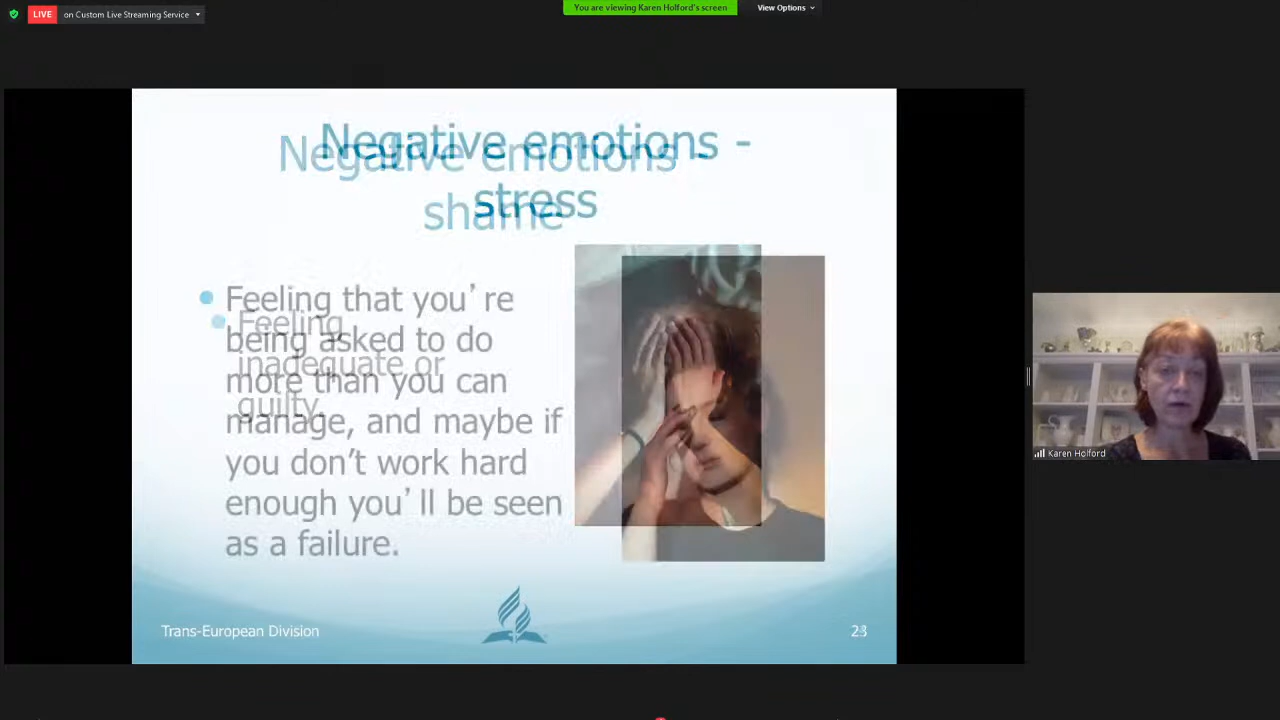 LIVE on Custom Live Streaming Service
You are viewing Karen Holford's screen
View Options
Negative emotions -
stress
Negative emotions -
shame
Feeling that you're
being asked to do
more than you can
manage, and maybe if
you don't work hard
enough you'll be seen
as a failure.
Feeling
inadequate or
guilty.
Karen Holford
Trans-European Division